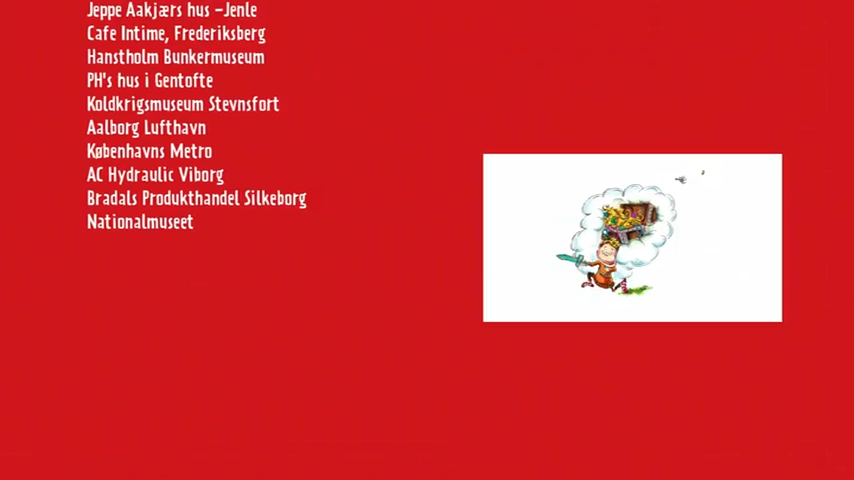 Jeppe Aakjærs hus -Jenle
Cafe Intime, Frederiksberg
Hanstholm Bunkermuseum
PH's hus i Gentofte
Koldkrigsmuseum Stevnsfort
Aalborg Lufthavn
Københavns Metro
AC Hydraulic Viborg
Bradals Produkthandel Silkeborg
Nationalmuseet